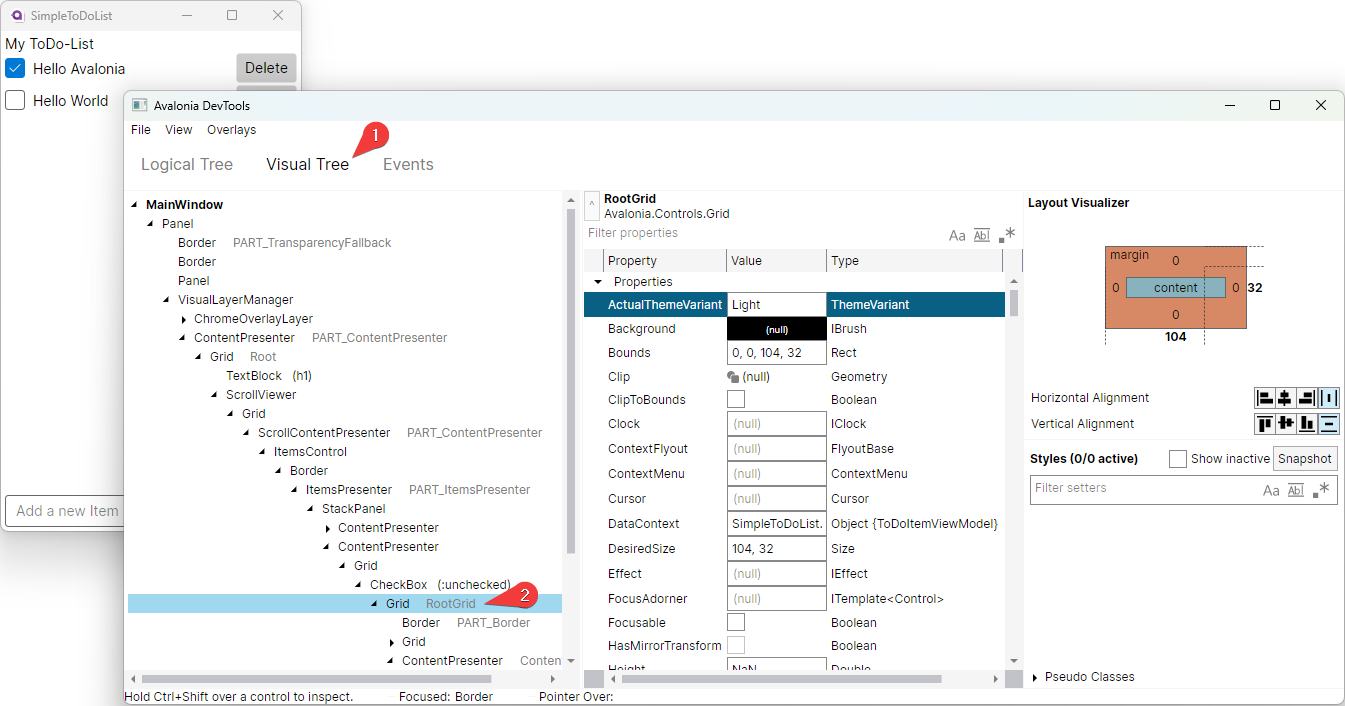 SimpleToDoList
My ToDo-List
Hello Avalonia
Delete
Hello World
Add a new Item
Avalonia DevTools
File View Overlays
1
Logical Tree Visual Tree Events
MainWindow
Panel
Border PART_TransparencyFallback
Border
Panel
VisualLayerManager
ChromeOverlayLayer
ContentPresenter PART_ContentPresenter
Grid Root
TextBlock (h1)
ScrollViewer
Grid
ScrollContentPresenter PART_ContentPresenter
ItemsControl
Border
ItemsPresenter PART_ItemsPresenter
StackPanel
ContentPresenter
ContentPresenter
Grid
CheckBox (:unchecked)
Grid RootGrid
2
Border PART_Border
Grid
ContentPresenter Conten
RootGrid
Avalonia.Controls.Grid
Filter properties Aa Abl .*
Property Value Type
Properties
ActualThemeVariant Light ThemeVariant
Background (null) IBrush
Bounds 0, 0, 104, 32 Rect
Clip (null) Geometry
ClipToBounds Boolean
Clock (null) IClock
ContextFlyout (null) FlyoutBase
ContextMenu (null) ContextMenu
Cursor (null) Cursor
DataContext SimpleToDoList. Object {ToDoItemViewModel}
DesiredSize 104, 32 Size
Effect (null) IEffect
FocusAdorner (null) ITemplate<Control>
Focusable Boolean
HasMirrorTransform Boolean
Height NaN Double
Layout Visualizer
margin 0
0 content 0 32
0
104
Horizontal Alignment
Vertical Alignment
Styles (0/0 active) Show inactive Snapshot
Filter setters Aa Abl .*
Pseudo Classes
Hold Ctrl+Shift over a control to inspect. Focused: Border Pointer Over: